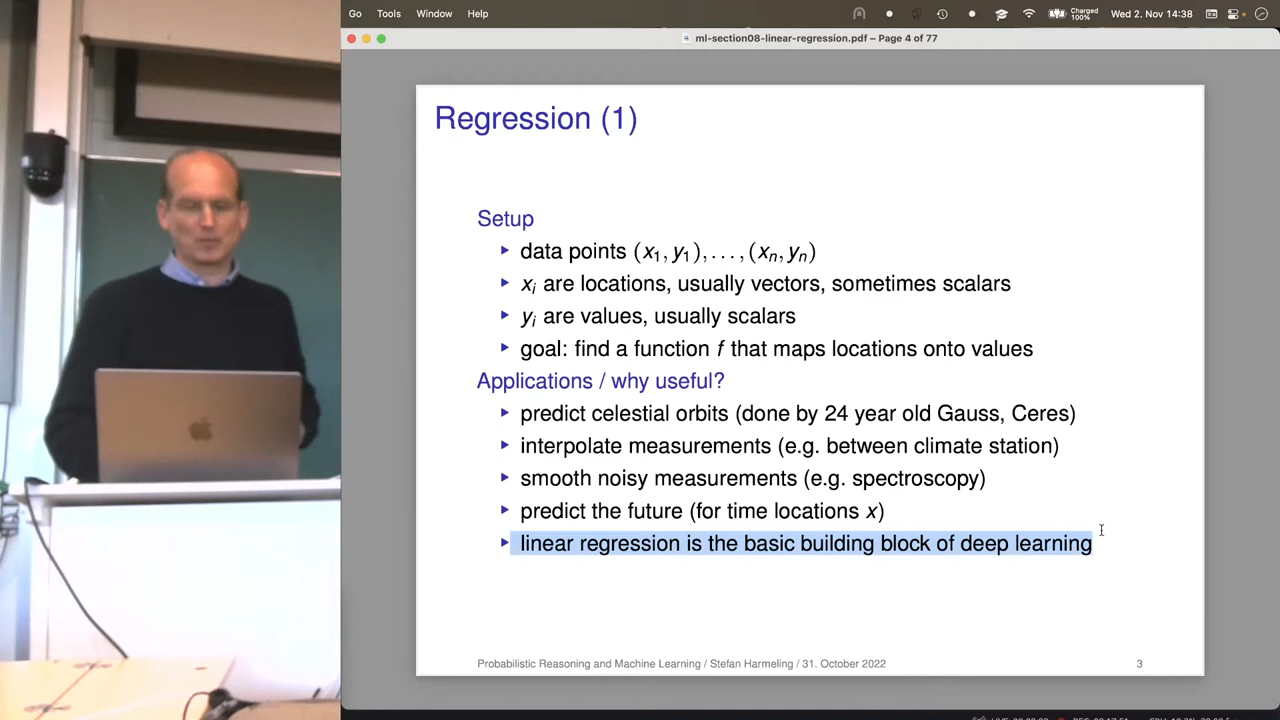 Go Tools Window Help Charged 100% Wed 2. Nov 14:38
ml-section08-linear-regression.pdf – Page 4 of 77
Regression (1)
Setup
data points (x1, y1), . . . , (xn, yn)
xi are locations, usually vectors, sometimes scalars
yi are values, usually scalars
goal: find a function f that maps locations onto values
Applications / why useful?
predict celestial orbits (done by 24 year old Gauss, Ceres)
interpolate measurements (e.g. between climate station)
smooth noisy measurements (e.g. spectroscopy)
predict the future (for time locations x)
linear regression is the basic building block of deep learning
Probabilistic Reasoning and Machine Learning / Stefan Harmeling / 31. October 2022 3